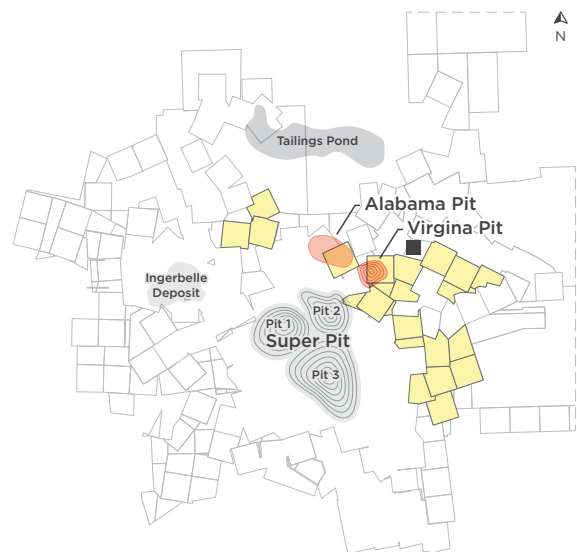 N
Tailings Pond
Alabama Pit
Virgina Pit
Ingerbelle
Deposit
Pit 1
Pit 2
Super Pit
Pit 3